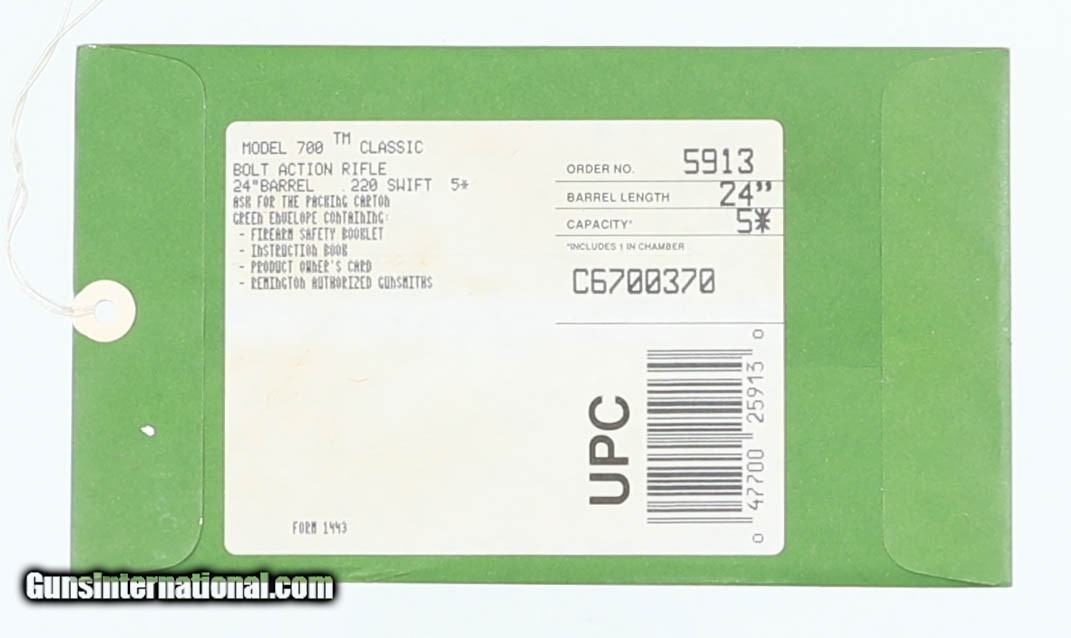 MODEL 700 TM CLASSIC
BOLT ACTION RIFLE
24"BARREL .220 SWIFT 5*
ASK FOR THE PACKING CARTON
GREEN ENVELOPE CONTAINING:
- FIREARM SAFETY BOOKLET
- INSTRUCTION BOOK
- PRODUCT OWNER'S CARD
- REMINGTON AUTHORIZED GUNSMITHS
FORM 1443
ORDER NO. 5913
BARREL LENGTH 24"
CAPACITY* 5*
*INCLUDES 1 IN CHAMBER
C6700370
UPC
0 47700 25913 0
GunsInternational.com